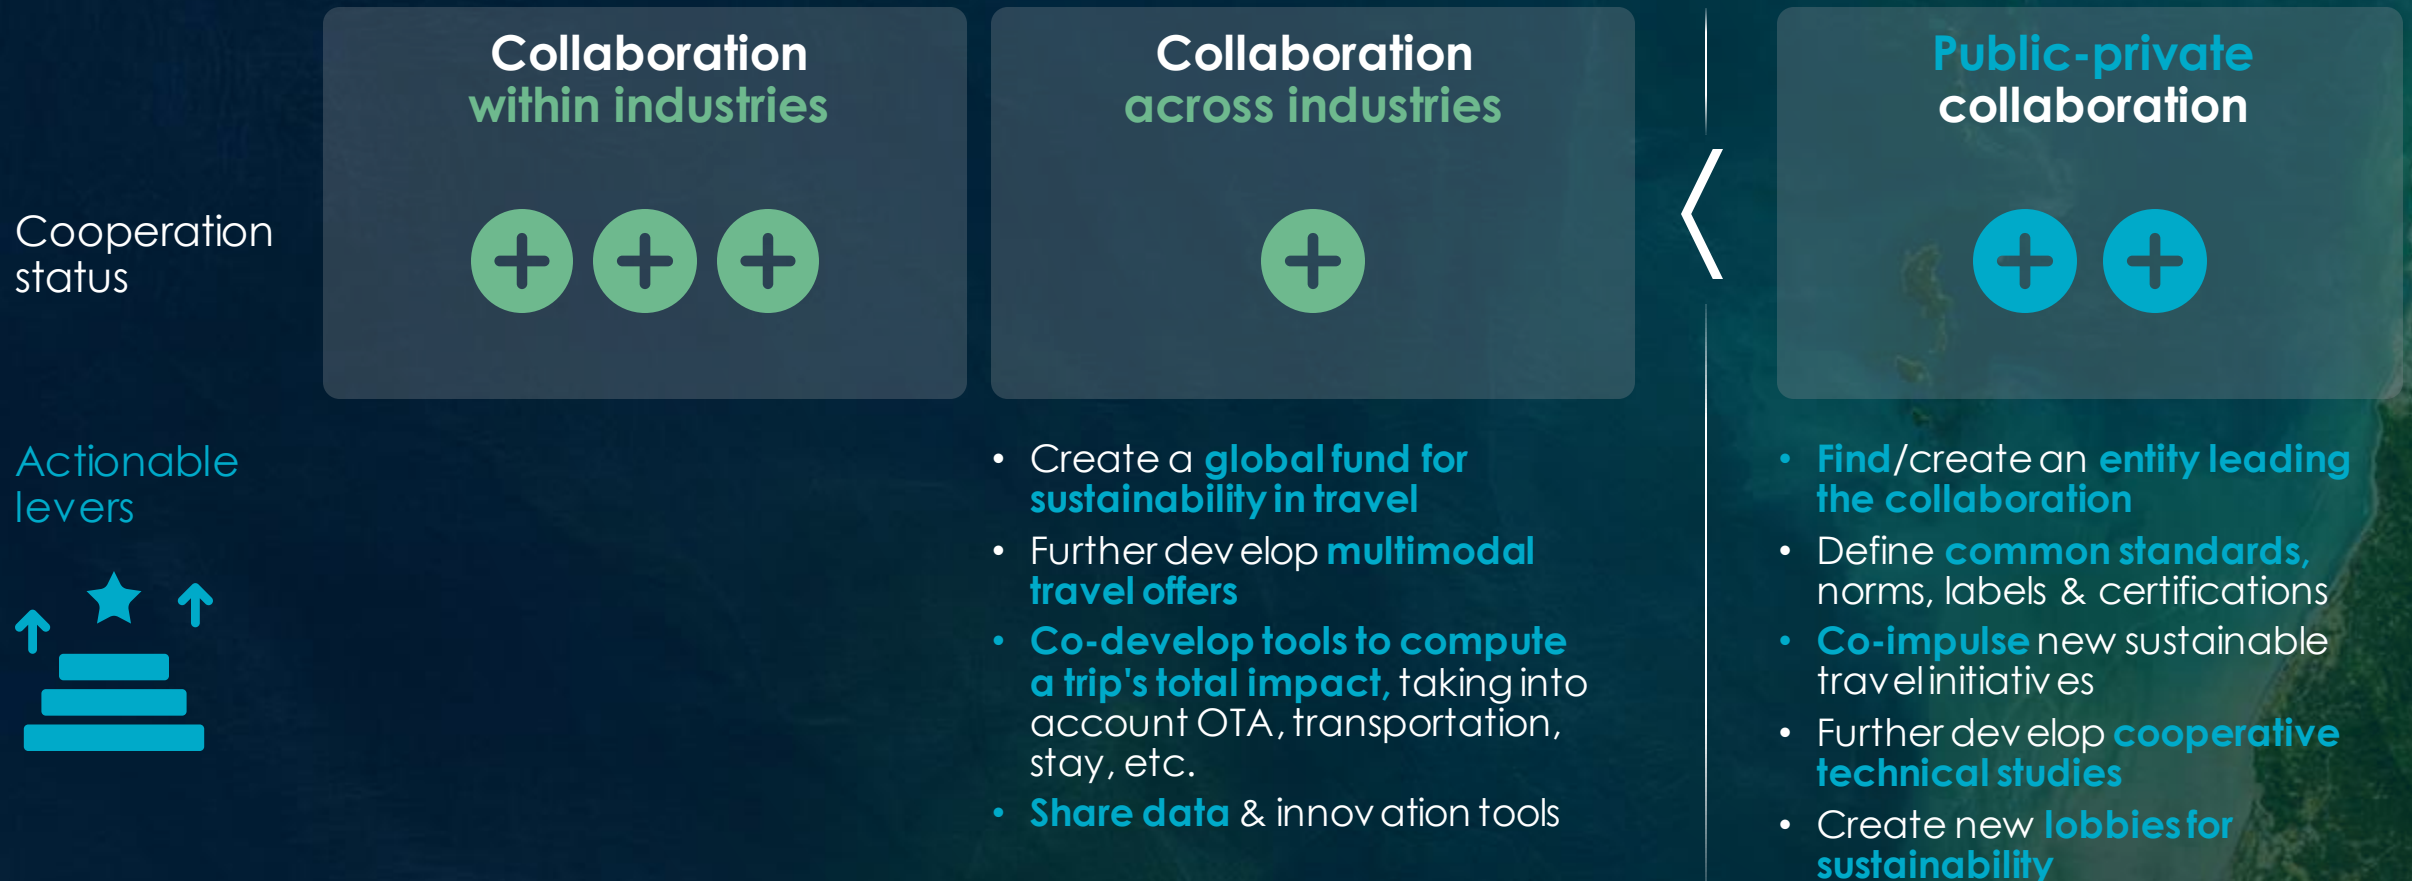 Collaboration
within industries
Collaboration
across industries
Public-private
collaboration
Cooperation
status
Actionable
levers
• Create a global fund for
sustainability in travel
• Further develop multimodal
travel offers
• Co-develop tools to compute
a trip's total impact, taking into
account OTA, transportation,
stay, etc.
• Share data & innovation tools
• Find/create an entity leading
the collaboration
• Define common standards,
norms, labels & certifications
• Co-impulse new sustainable
travel initiatives
• Further develop cooperative
technical studies
• Create new lobbies for
sustainability